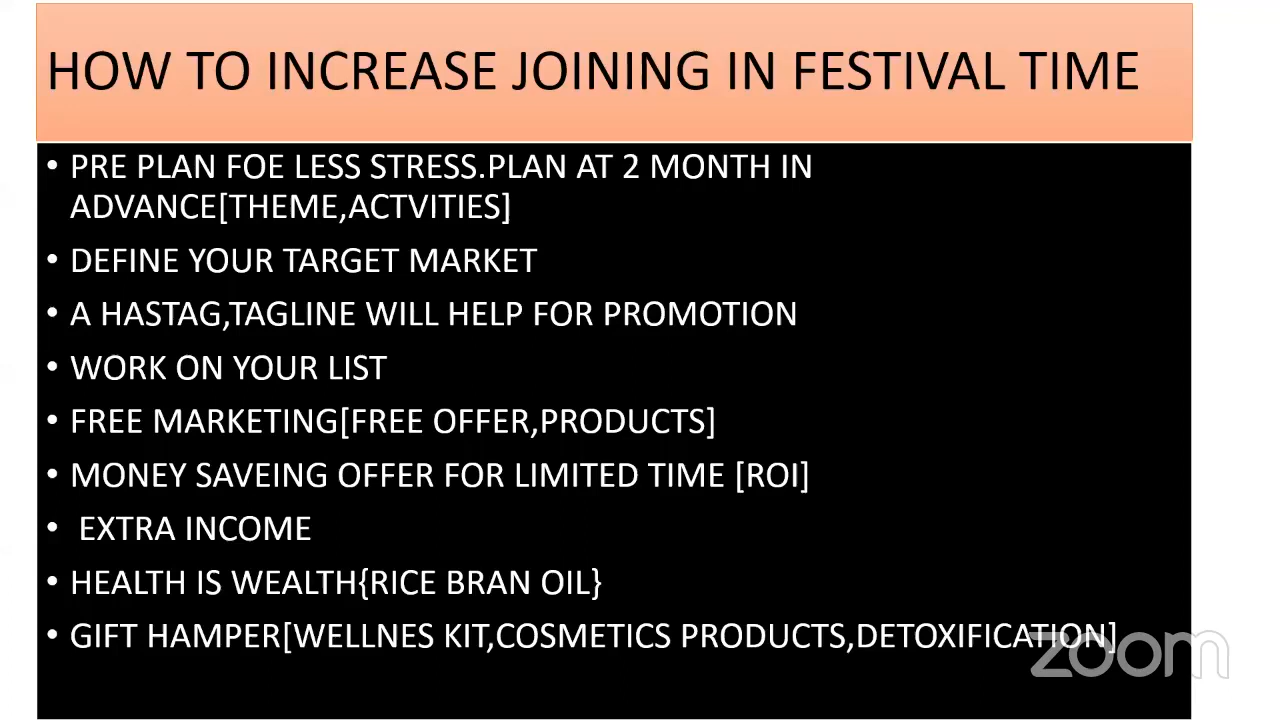 HOW TO INCREASE JOINING IN FESTIVAL TIME
• PRE PLAN FOE LESS STRESS.PLAN AT 2 MONTH IN
ADVANCE[THEME,ACTVITIES]
• DEFINE YOUR TARGET MARKET
• A HASTAG,TAGLINE WILL HELP FOR PROMOTION
• WORK ON YOUR LIST
• FREE MARKETING[FREE OFFER,PRODUCTS]
• MONEY SAVEING OFFER FOR LIMITED TIME [ROI]
• EXTRA INCOME
• HEALTH IS WEALTH{RICE BRAN OIL}
• GIFT HAMPER[WELLNES KIT,COSMETICS PRODUCTS,DETOXIFICATION]
zoom